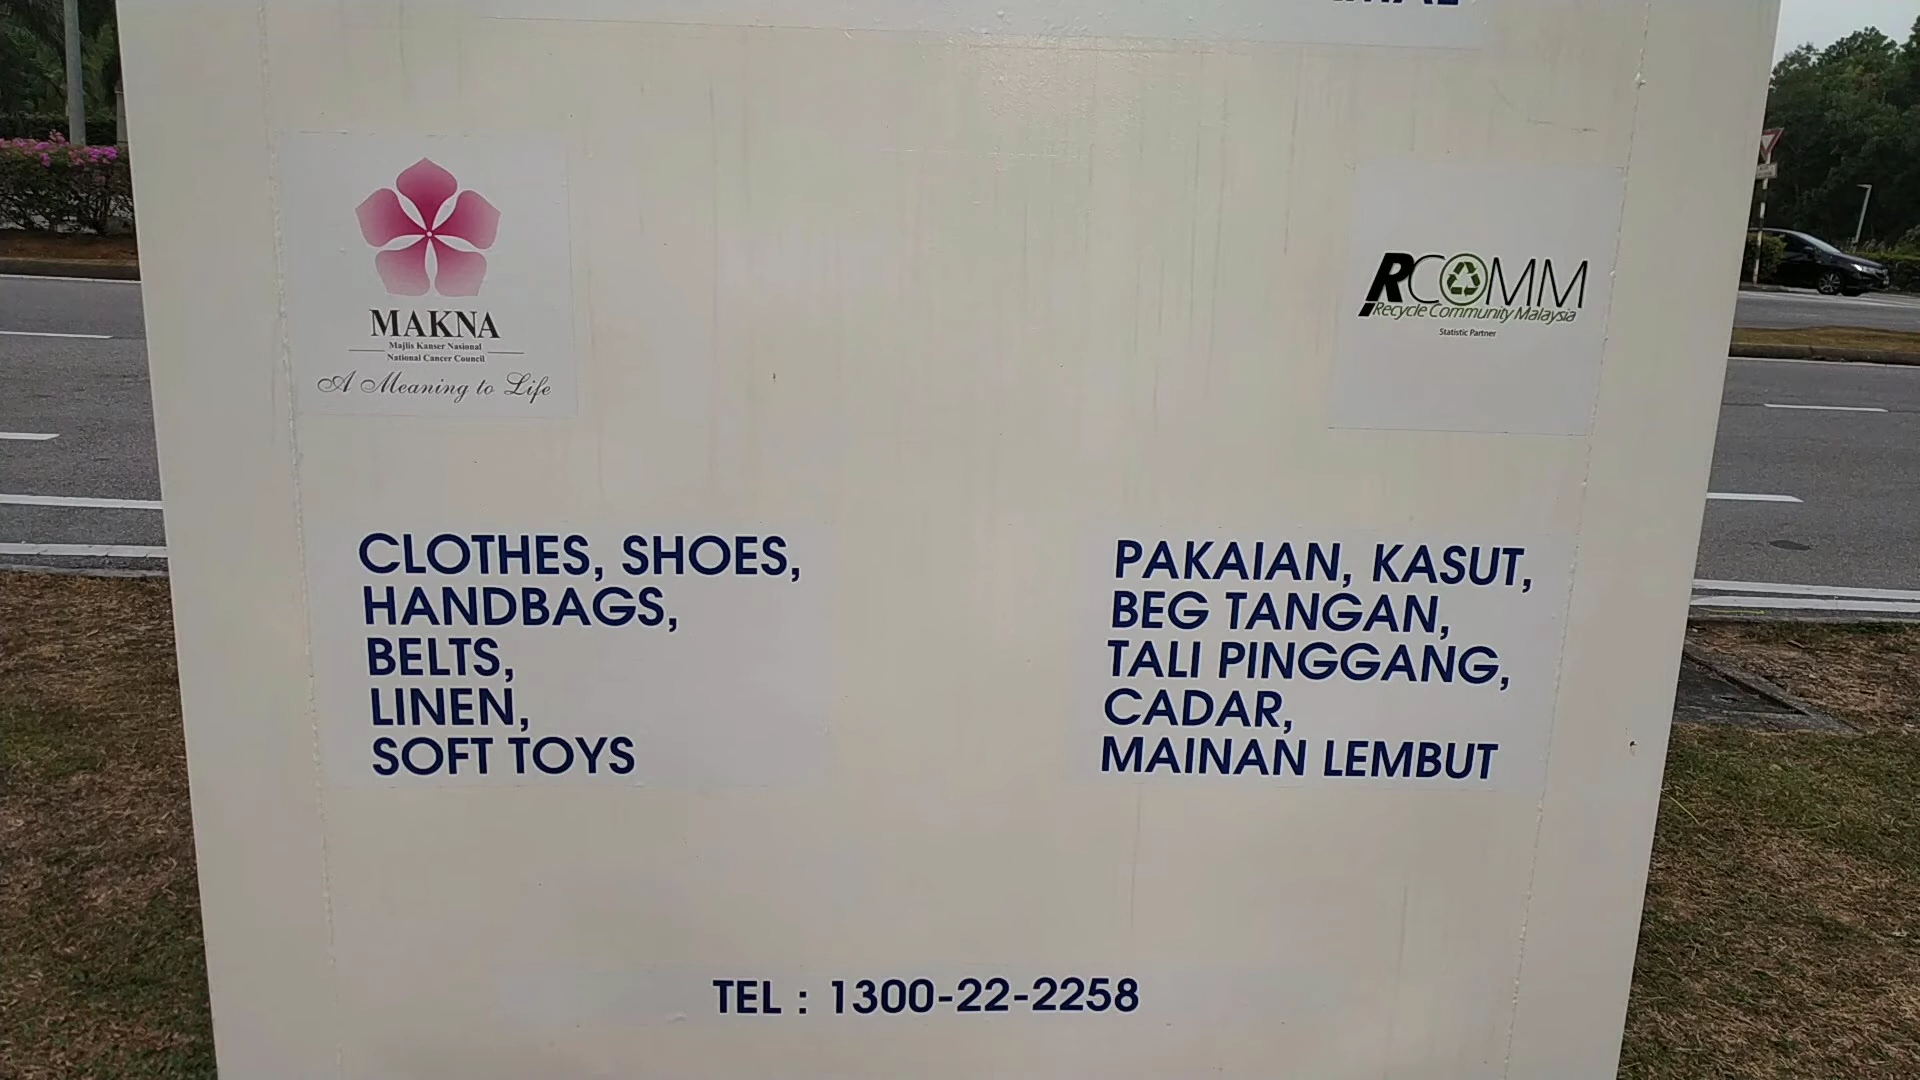 MAKNA
Majlis Kanser Nasional
National Cancer Council
A Meaning to Life
RCOMM
Recycle Community Malaysia
Statistic Partner
CLOTHES, SHOES,
HANDBAGS,
BELTS,
LINEN,
SOFT TOYS
PAKAIAN, KASUT,
BEG TANGAN,
TALI PINGGANG,
CADAR,
MAINAN LEMBUT
TEL : 1300-22-2258